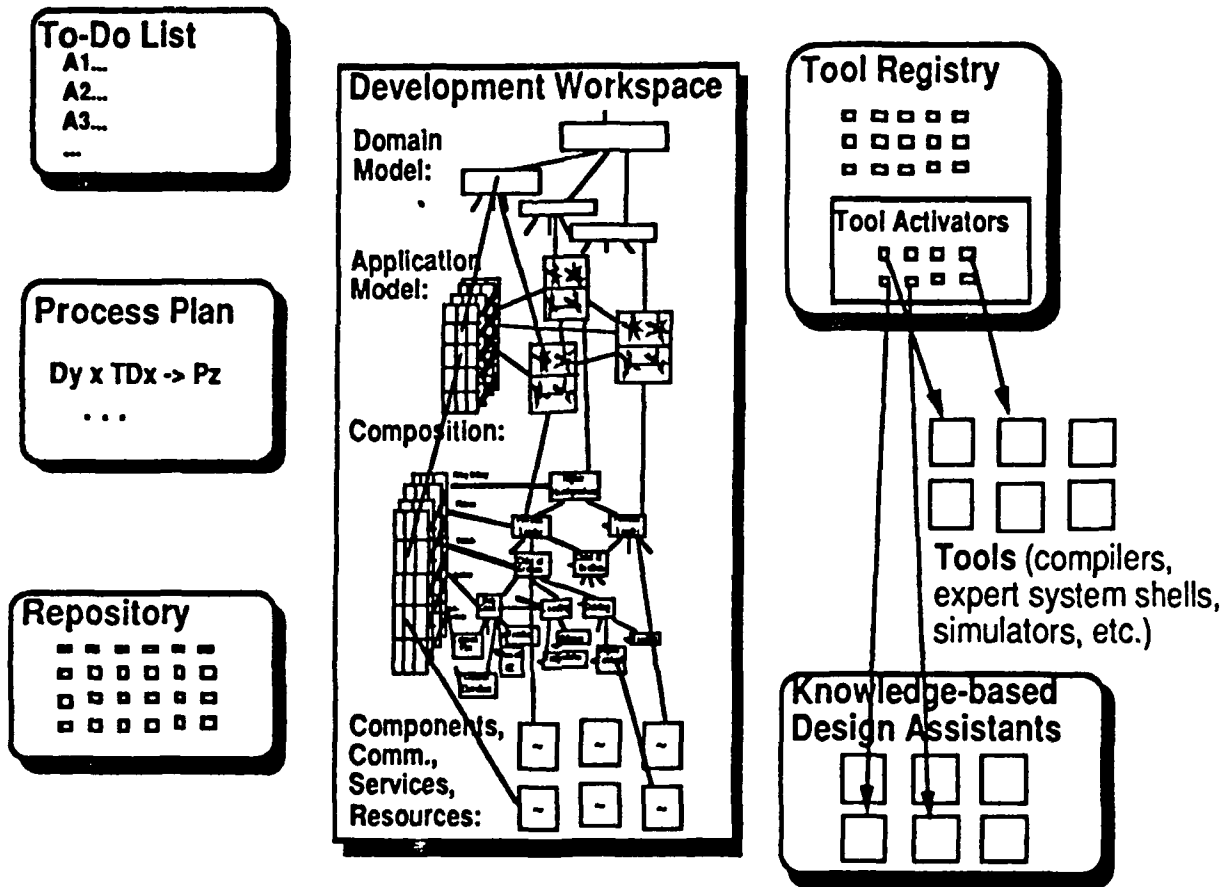 To-Do List
A1...
A2...
A3...
...
Process Plan
Dy x TDx -> Pz
. . .
Repository
Development Workspace
Domain
Model:
Application
Model:
Composition:
Components,
Comm.,
Services,
Resources:
~ ~ ~
~ ~ ~
Tool Registry
Tool Activators
Tools (compilers,
expert system shells,
simulators, etc.)
Knowledge-based
Design Assistants